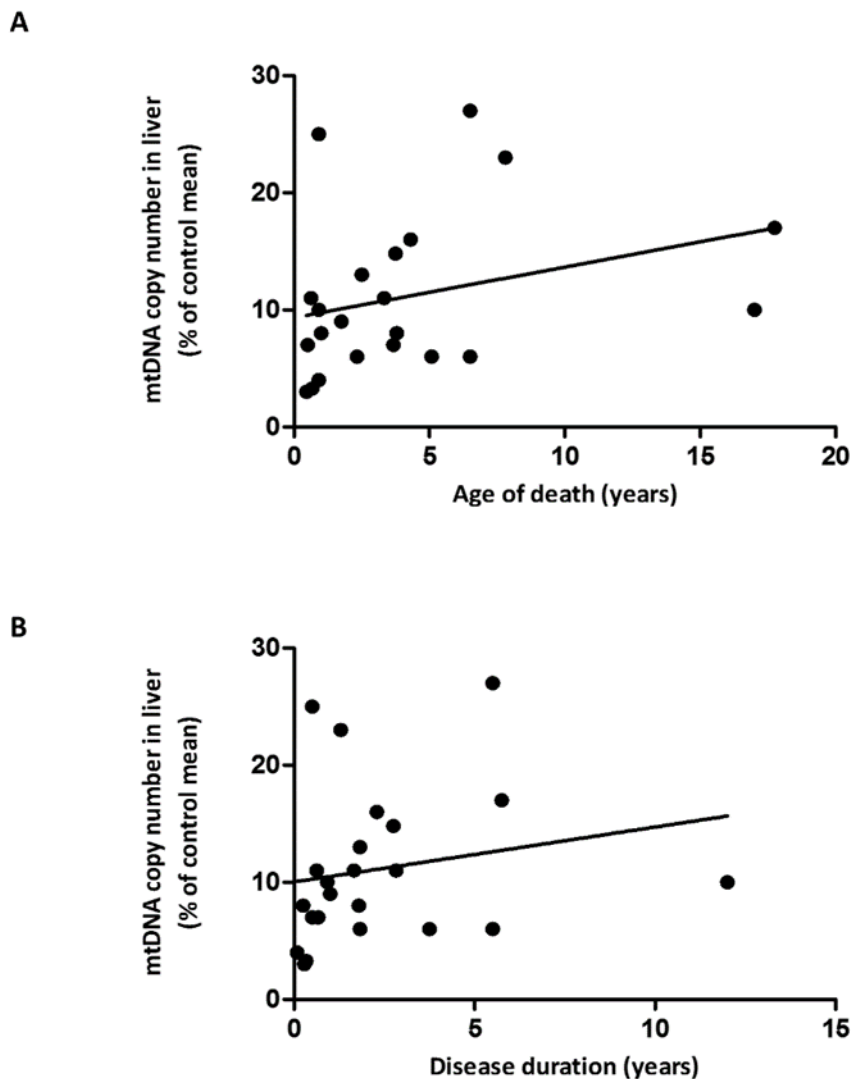 A
30
20
10
0
mtDNA copy number in liver
(% of control mean)
0 5 10 15 20
Age of death (years)
B
30
20
10
0
mtDNA copy number in liver
(% of control mean)
0 5 10 15
Disease duration (years)